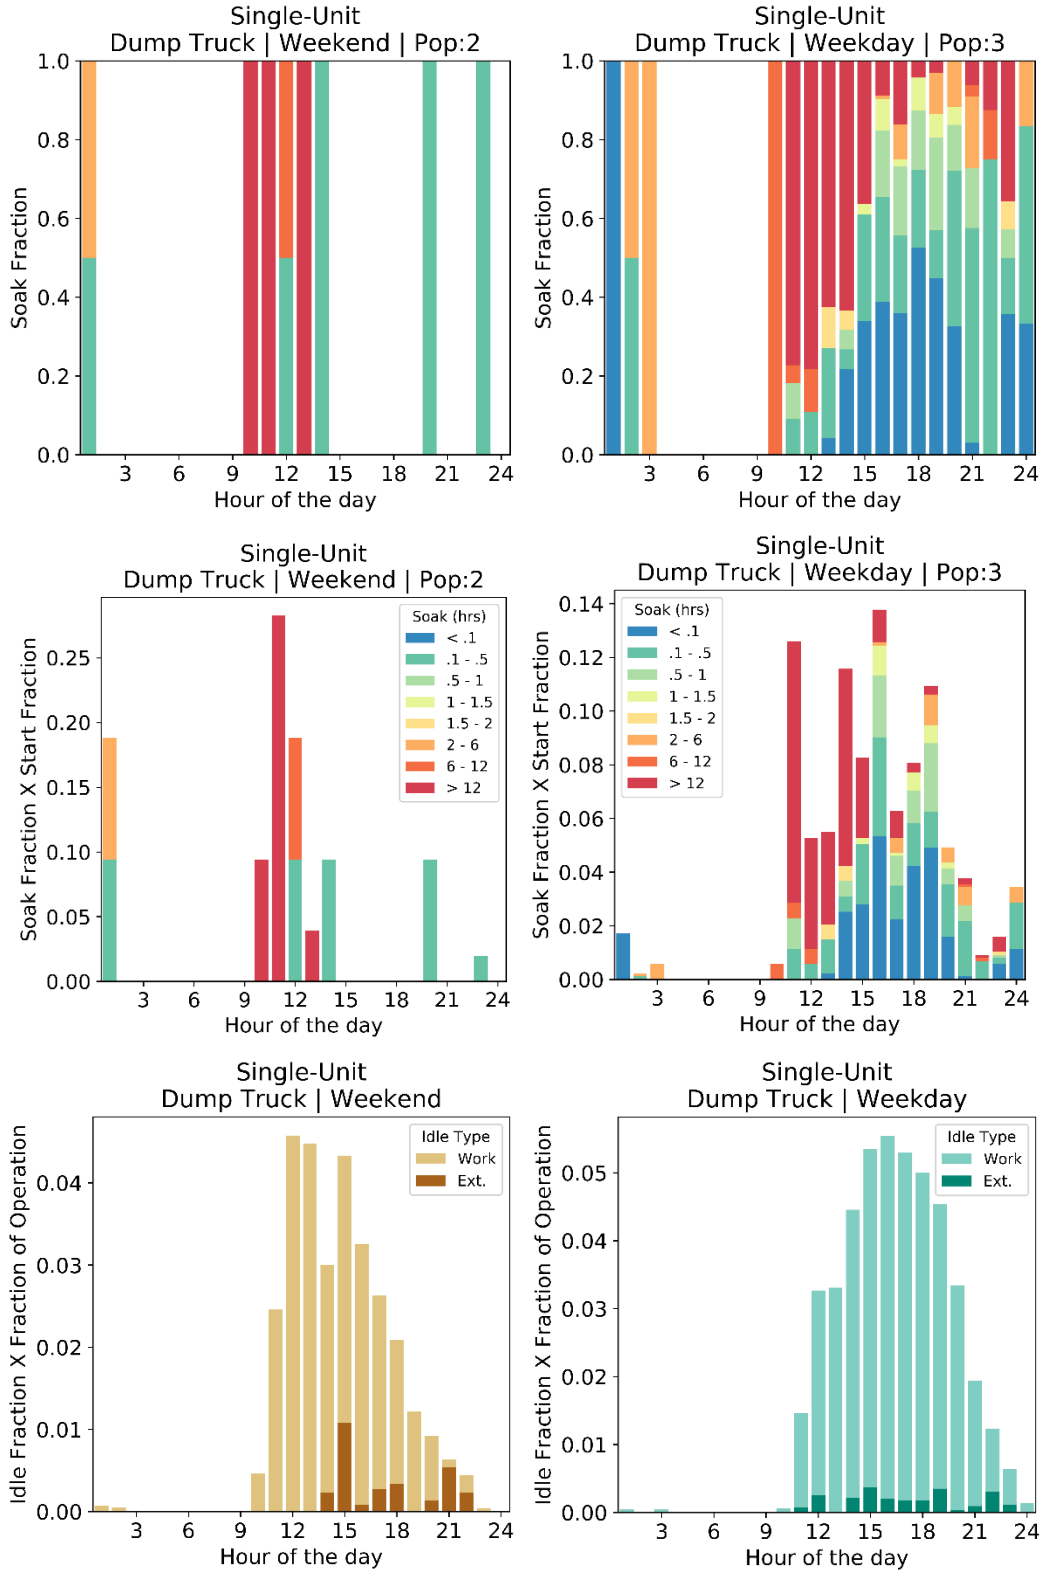 Single-Unit
Dump Truck | Weekend | Pop:2
Soak Fraction
1.0
0.8
0.6
0.4
0.2
0.0
3 6 9 12 15 18 21 24
Hour of the day
Single-Unit
Dump Truck | Weekday | Pop:3
Soak Fraction
1.0
0.8
0.6
0.4
0.2
0.0
3 6 9 12 15 18 21 24
Hour of the day
Single-Unit
Dump Truck | Weekend | Pop:2
Soak Fraction X Start Fraction
0.25
0.20
0.15
0.10
0.05
0.00
Soak (hrs)
< .1
.1 - .5
.5 - 1
1 - 1.5
1.5 - 2
2 - 6
6 - 12
> 12
3 6 9 12 15 18 21 24
Hour of the day
Single-Unit
Dump Truck | Weekday | Pop:3
Soak Fraction X Start Fraction
0.14
0.12
0.10
0.08
0.06
0.04
0.02
0.00
Soak (hrs)
< .1
.1 - .5
.5 - 1
1 - 1.5
1.5 - 2
2 - 6
6 - 12
> 12
3 6 9 12 15 18 21 24
Hour of the day
Single-Unit
Dump Truck | Weekend
Idle Fraction X Fraction of Operation
0.04
0.03
0.02
0.01
0.00
Idle Type
Work
Ext.
3 6 9 12 15 18 21 24
Hour of the day
Single-Unit
Dump Truck | Weekday
Idle Fraction X Fraction of Operation
0.05
0.04
0.03
0.02
0.01
0.00
Idle Type
Work
Ext.
3 6 9 12 15 18 21 24
Hour of the day